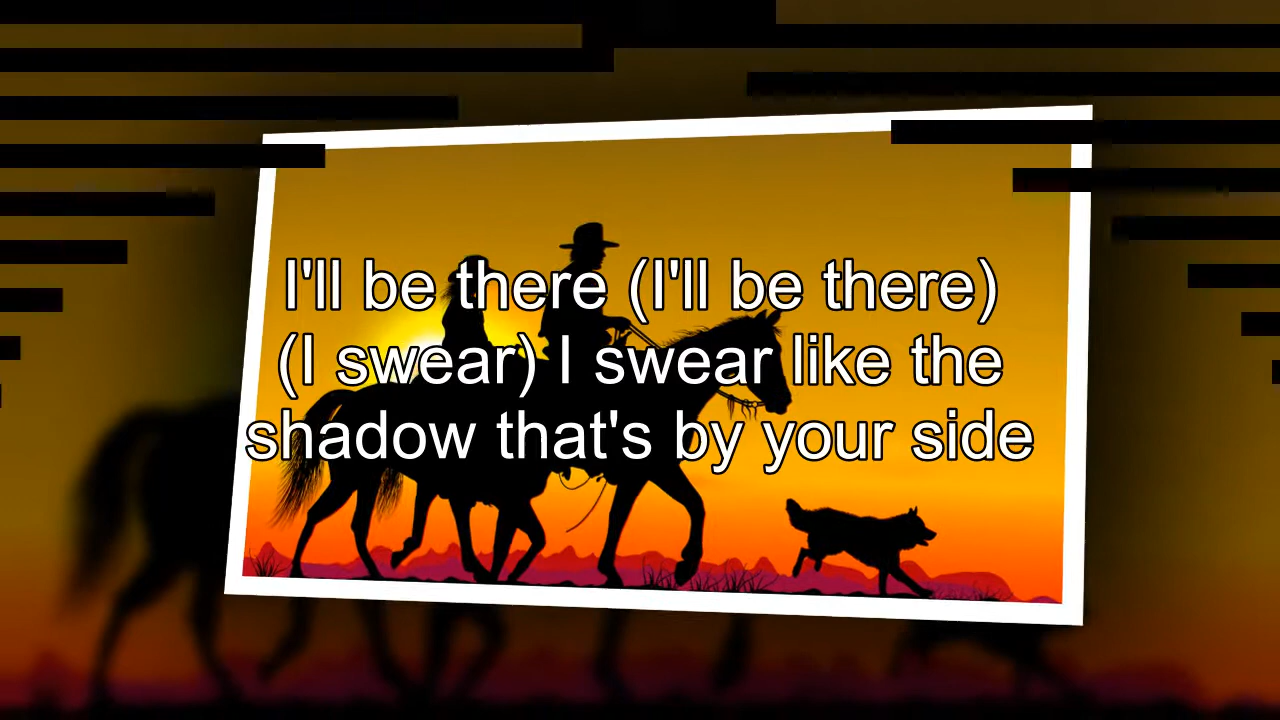 I'll be there (I'll be there)
(I swear) I swear like the
shadow that's by your side